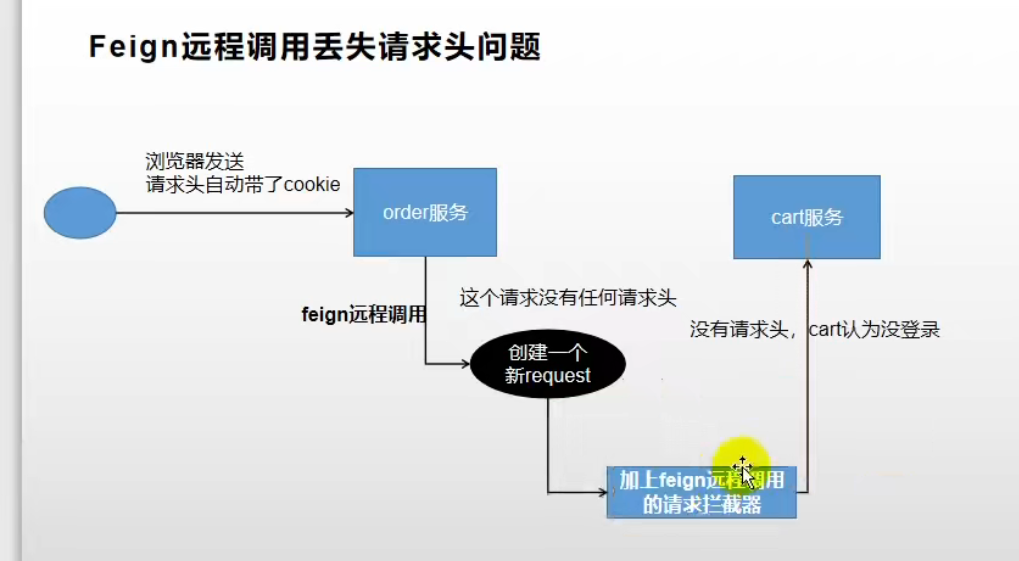 Feign远程调用丢失请求头问题
浏览器发送
请求头自动带了cookie
order服务
cart服务
feign远程调用
这个请求没有任何请求头
没有请求头，cart认为没登录
创建一个
新request
加上feign远程调用
的请求拦截器